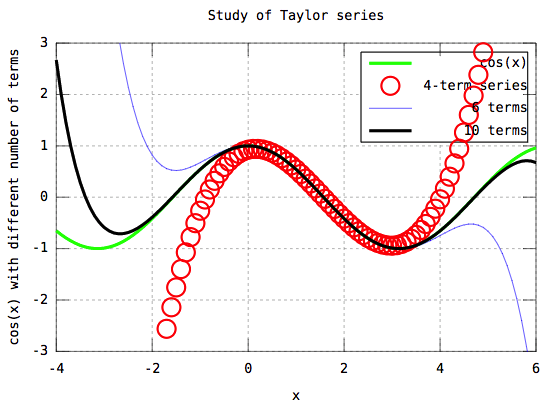 Study of Taylor series
cos(x) with different number of terms
3
2
1
0
-1
-2
-3
-4
-2
0
2
4
6
x
cos(x)
4-term series
6 terms
10 terms